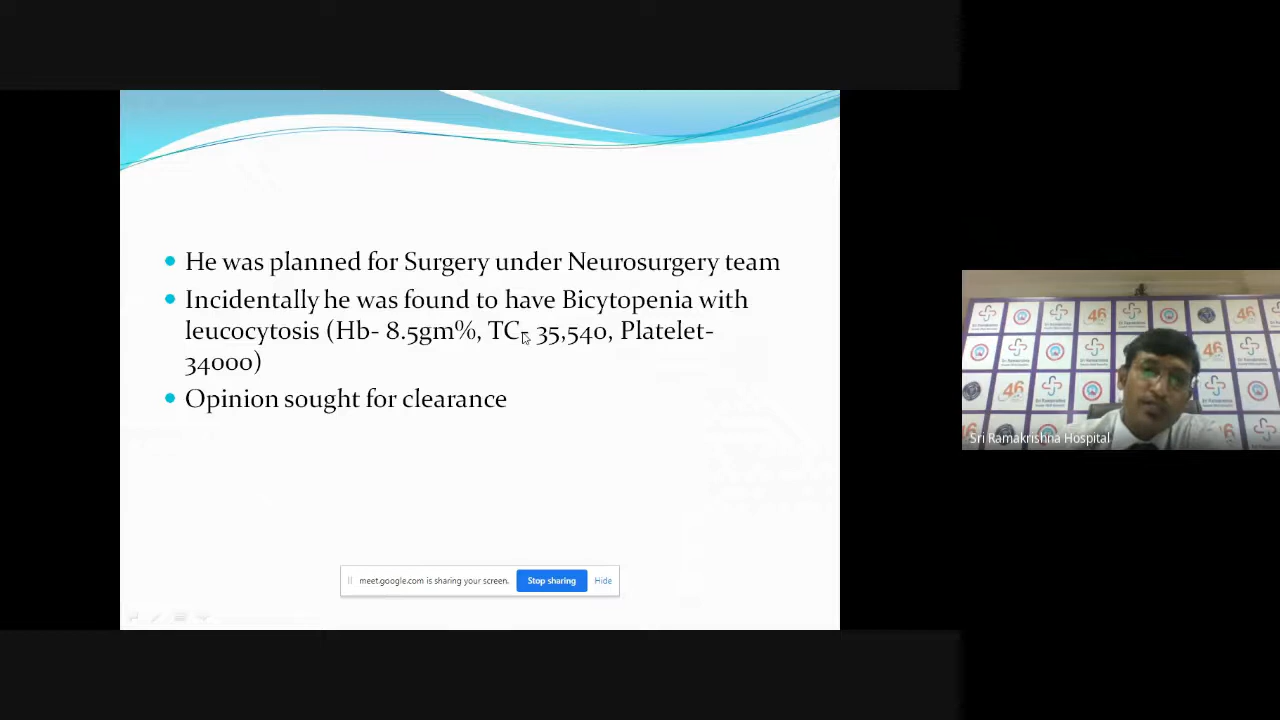 He was planned for Surgery under Neurosurgery team
Incidentally he was found to have Bicytopenia with
leucocytosis (Hb- 8.5gm%, TC- 35,540, Platelet-
34000)
Opinion sought for clearance
meet.google.com is sharing your screen.
Stop sharing
Hide
46
46
Sri Ramakrishna Hospital